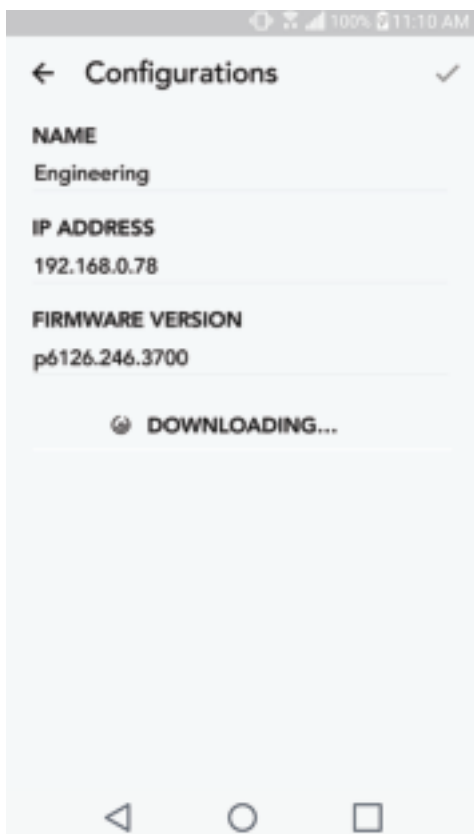 100% 11:10 AM
Configurations
NAME
Engineering
IP ADDRESS
192.168.0.78
FIRMWARE VERSION
p6126.246.3700
DOWNLOADING...